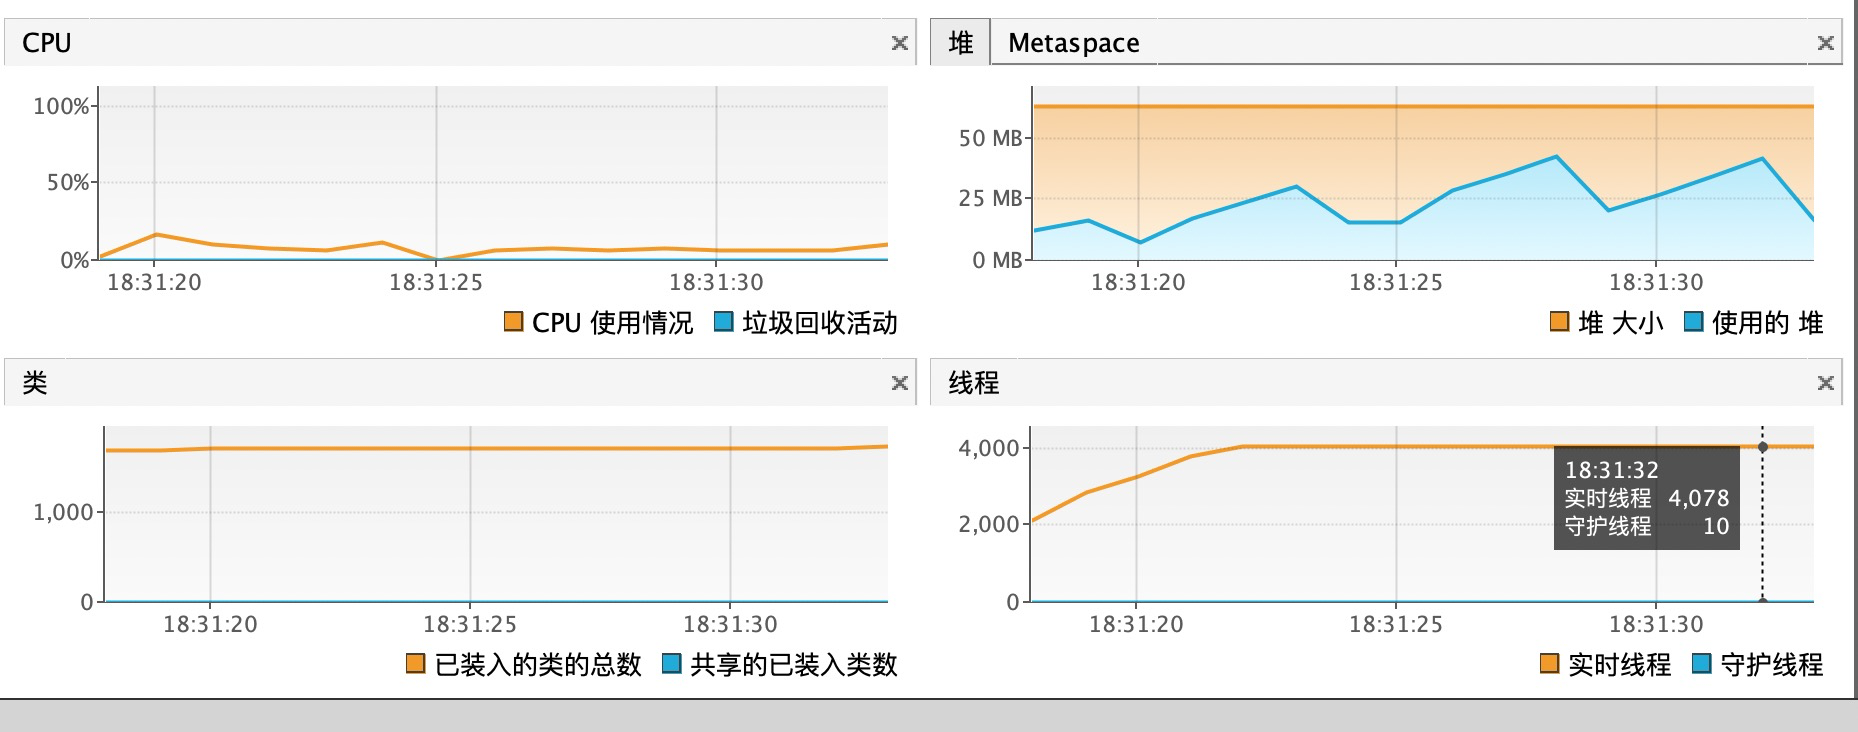 CPU
100%
50%
0%
18:31:20 18:31:25 18:31:30
CPU 使用情况 垃圾回收活动
堆 Metaspace
50 MB
25 MB
0 MB
18:31:20 18:31:25 18:31:30
堆 大小 使用的 堆
类
1,000
0
18:31:20 18:31:25 18:31:30
已装入的类的总数 共享的已装入类数
线程
4,000
2,000
0
18:31:32
实时线程 4,078
守护线程 10
18:31:20 18:31:25 18:31:30
实时线程 守护线程